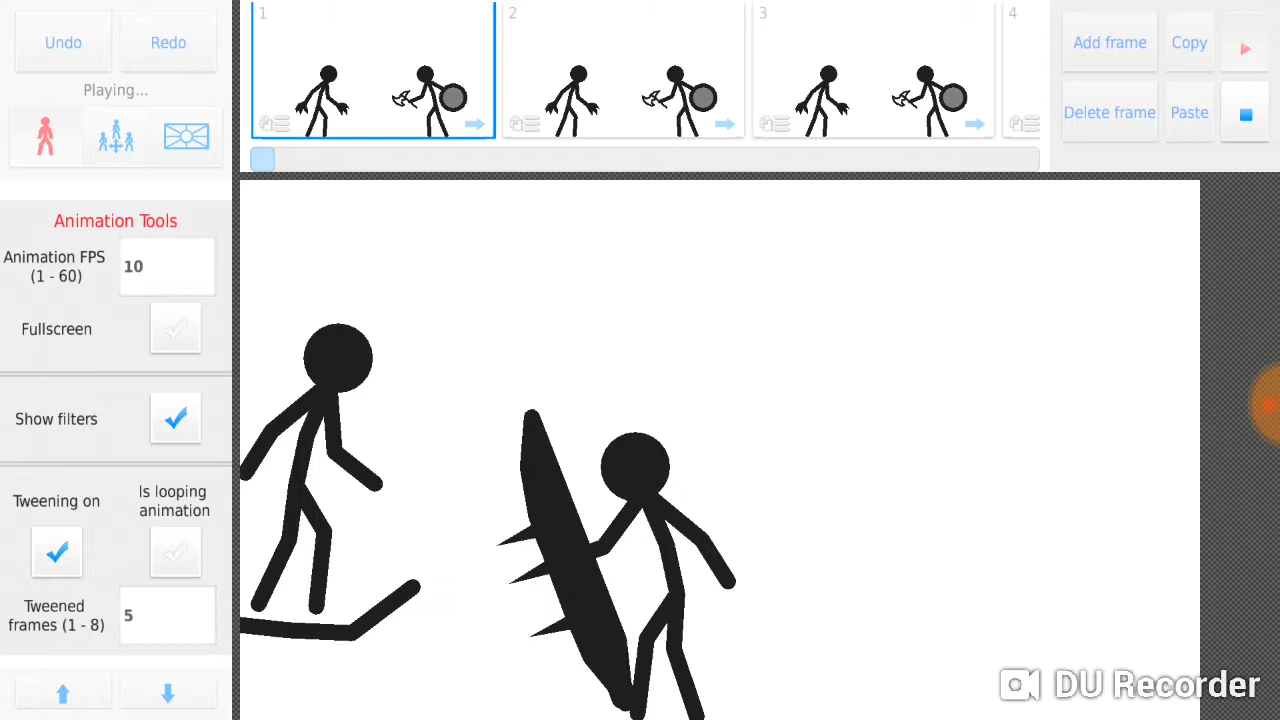 Undo
Redo
Playing...
1
2
3
4
Add frame
Copy
Delete frame
Paste
Animation Tools
Animation FPS
(1 - 60)
10
Fullscreen
Show filters
Tweening on
Is looping
animation
Tweened
frames (1 - 8)
5
DU Recorder